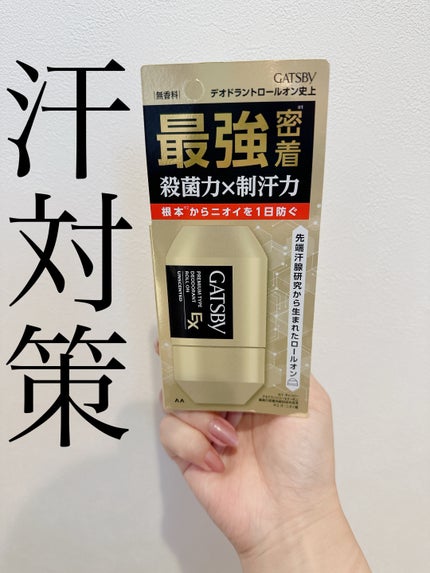 汗対策
GATSBY
無香料
デオドラントロールオン史上
最強密着
殺菌力×制汗力
根本からニオイを1日防ぐ
先端汗腺研究から生まれたロールオン
GATSBY
PREMIUM TYPE
DEODORANT
ROLL ON
UNSCENTED
EX